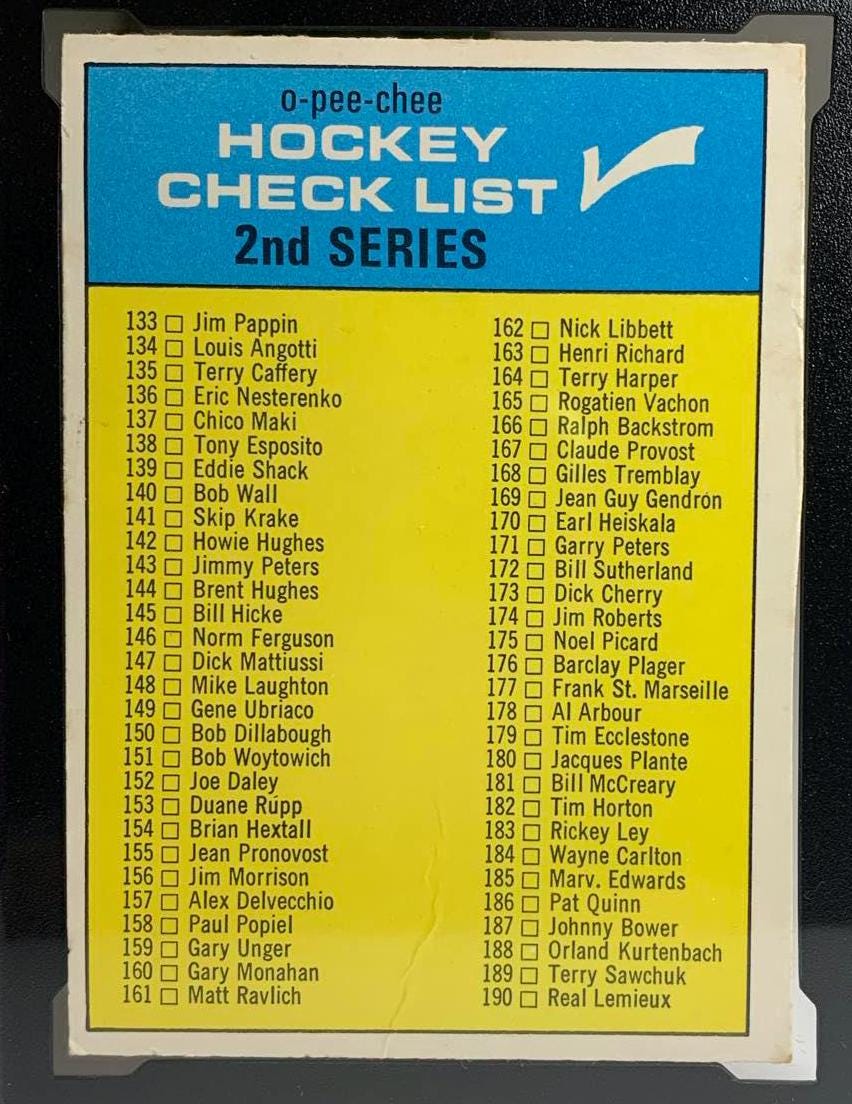 o-pee-chee
HOCKEY
CHECK LIST
2nd SERIES
133 □ Jim Pappin
134 □ Louis Angotti
135 □ Terry Caffery
136 □ Eric Nesterenko
137 □ Chico Maki
138 □ Tony Esposito
139 □ Eddie Shack
140 □ Bob Wall
141 □ Skip Krake
142 □ Howie Hughes
143 □ Jimmy Peters
144 □ Brent Hughes
145 □ Bill Hicke
146 □ Norm Ferguson
147 □ Dick Mattiussi
148 □ Mike Laughton
149 □ Gene Ubriaco
150 □ Bob Dillabough
151 □ Bob Woytowich
152 □ Joe Daley
153 □ Duane Rupp
154 □ Brian Hextall
155 □ Jean Pronovost
156 □ Jim Morrison
157 □ Alex Delvecchio
158 □ Paul Popiel
159 □ Gary Unger
160 □ Gary Monahan
161 □ Matt Ravlich
162 □ Nick Libbett
163 □ Henri Richard
164 □ Terry Harper
165 □ Rogatien Vachon
166 □ Ralph Backstrom
167 □ Claude Provost
168 □ Gilles Tremblay
169 □ Jean Guy Gendron
170 □ Earl Heiskala
171 □ Garry Peters
172 □ Bill Sutherland
173 □ Dick Cherry
174 □ Jim Roberts
175 □ Noel Picard
176 □ Barclay Plager
177 □ Frank St. Marseille
178 □ Al Arbour
179 □ Tim Ecclestone
180 □ Jacques Plante
181 □ Bill McCreary
182 □ Tim Horton
183 □ Rickey Ley
184 □ Wayne Carlton
185 □ Marv. Edwards
186 □ Pat Quinn
187 □ Johnny Bower
188 □ Orland Kurtenbach
189 □ Terry Sawchuk
190 □ Real Lemieux